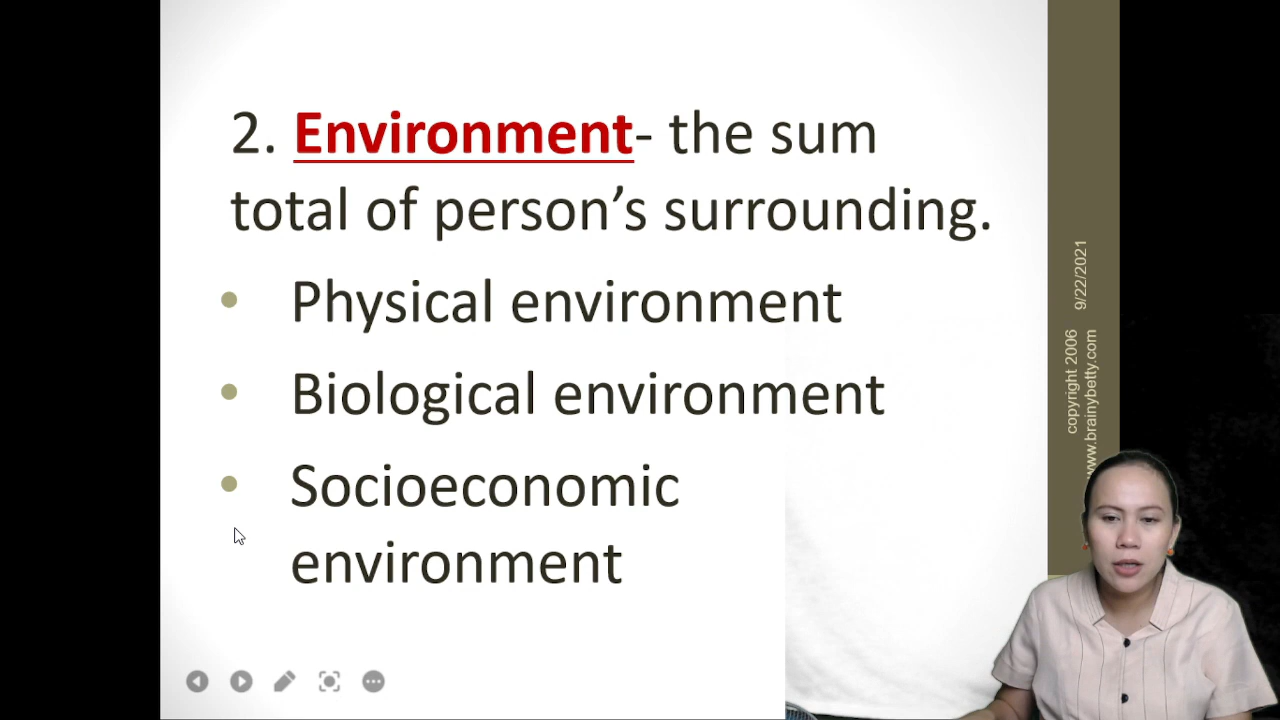 2. Environment- the sum
total of person's surrounding.
• Physical environment
• Biological environment
• Socioeconomic
environment
copyright 2006
www.brainybetty.com
9/22/2021